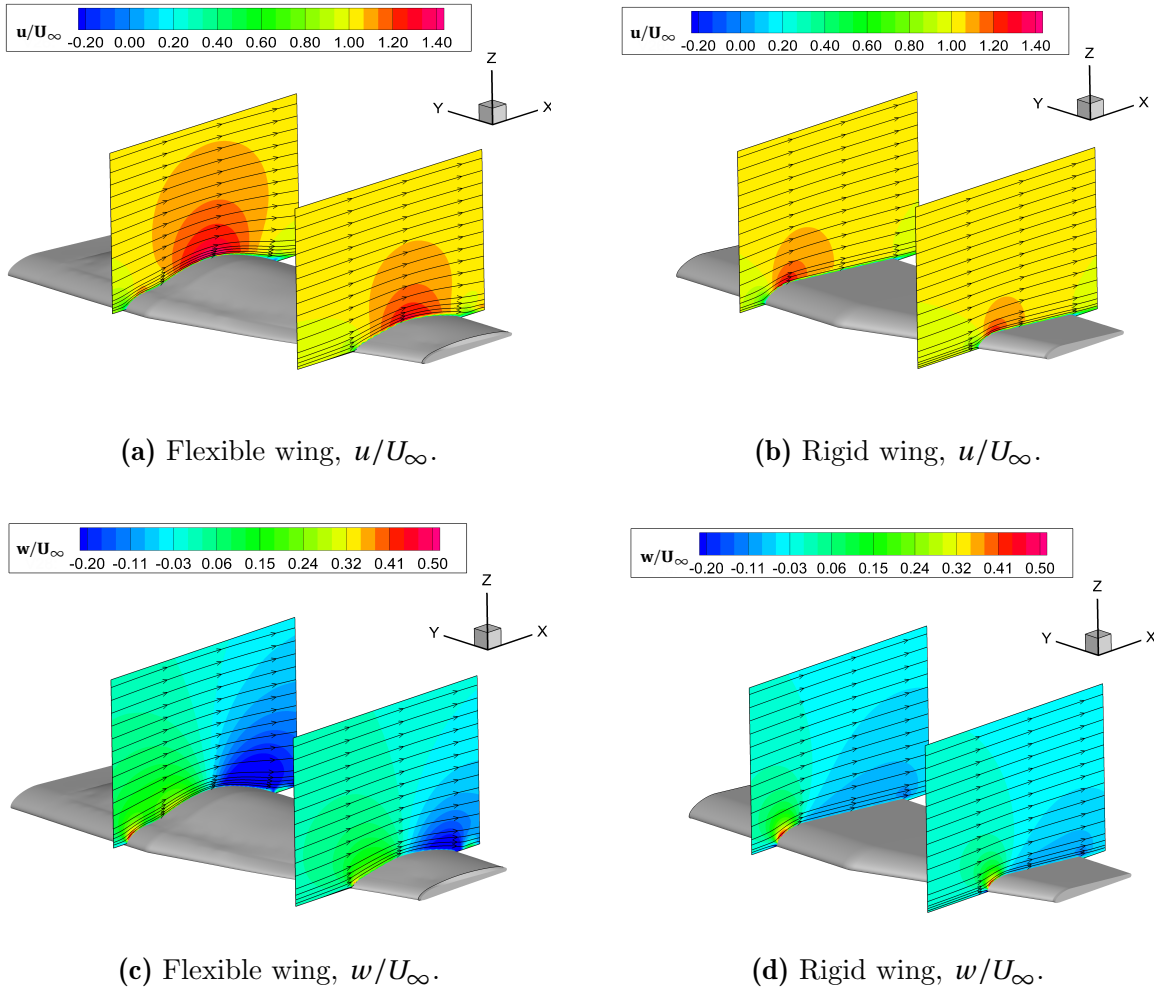 u/U∞ -0.20 0.00 0.20 0.40 0.60 0.80 1.00 1.20 1.40
Z
Y X
u/U∞ -0.20 0.00 0.20 0.40 0.60 0.80 1.00 1.20 1.40
Z
Y X
(a) Flexible wing, u/U∞.
(b) Rigid wing, u/U∞.
w/U∞ -0.20 -0.11 -0.03 0.06 0.15 0.24 0.32 0.41 0.50
Z
Y X
w/U∞ -0.20 -0.11 -0.03 0.06 0.15 0.24 0.32 0.41 0.50
Z
Y X
(c) Flexible wing, w/U∞.
(d) Rigid wing, w/U∞.